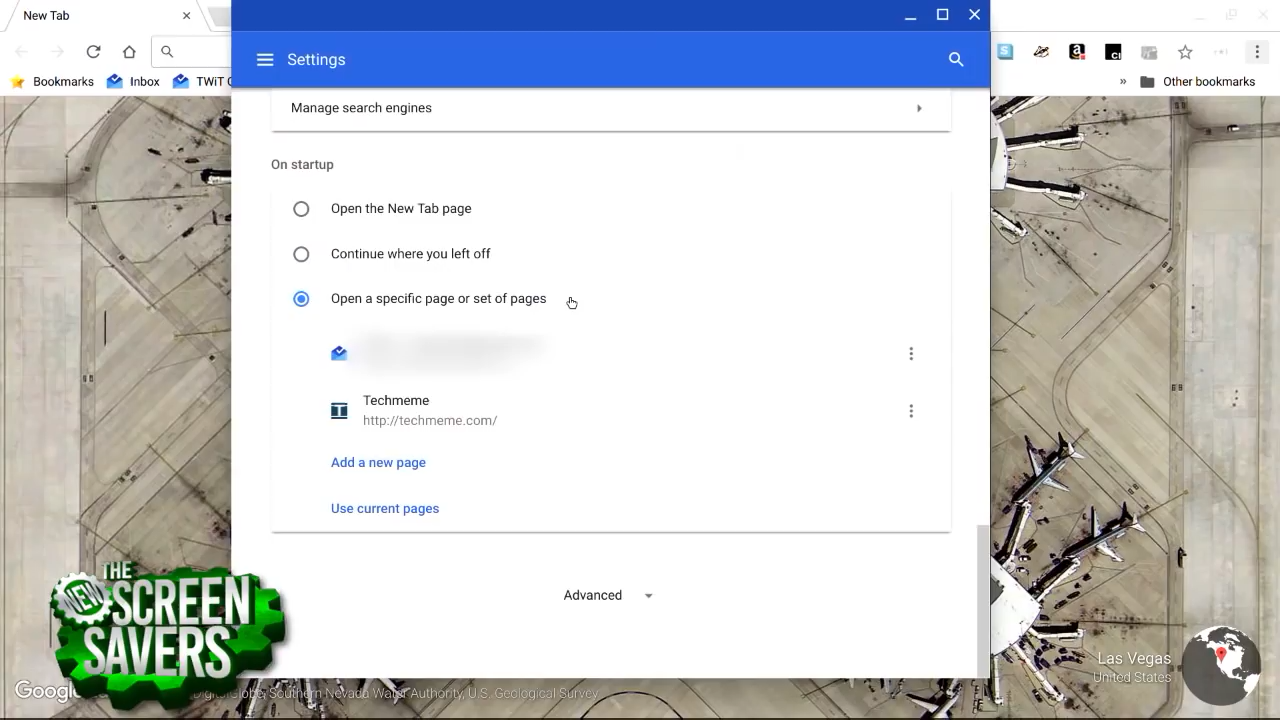 New Tab
Settings
Bookmarks
Inbox
TWiT
Other bookmarks
Manage search engines
On startup
Open the New Tab page
Continue where you left off
Open a specific page or set of pages
Techmeme
http://techmeme.com/
Add a new page
Use current pages
Advanced
THE
NEW
SCREEN
SAVERS
Las Vegas
United States
Google
DigitalGlobe, Southern Nevada Water Authority, U.S. Geological Survey